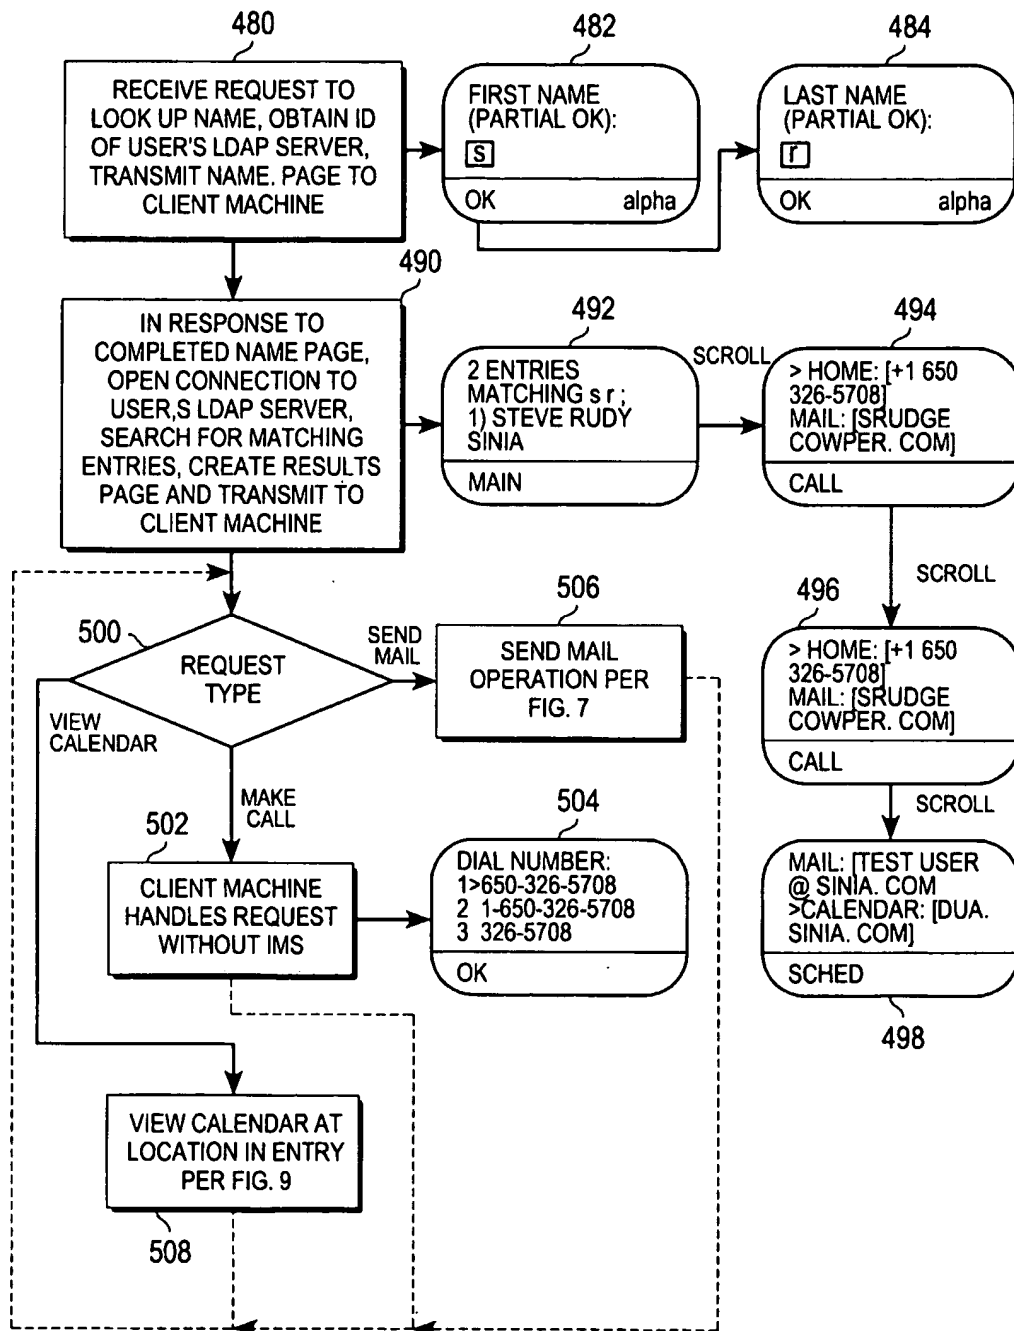 480
RECEIVE REQUEST TO
LOOK UP NAME, OBTAIN ID
OF USER'S LDAP SERVER,
TRANSMIT NAME. PAGE TO
CLIENT MACHINE
482
FIRST NAME
(PARTIAL OK):
s
OK alpha
484
LAST NAME
(PARTIAL OK):
r
OK alpha
490
IN RESPONSE TO
COMPLETED NAME PAGE,
OPEN CONNECTION TO
USER,S LDAP SERVER,
SEARCH FOR MATCHING
ENTRIES, CREATE RESULTS
PAGE AND TRANSMIT TO
CLIENT MACHINE
492
2 ENTRIES
MATCHING s r ;
1) STEVE RUDY
SINIA
MAIN
SCROLL
494
> HOME: [+1 650
326-5708]
MAIL: [SRUDGE
COWPER. COM]
CALL
SCROLL
496
> HOME: [+1 650
326-5708]
MAIL: [SRUDGE
COWPER. COM]
CALL
SCROLL
MAIL: [TEST USER
@ SINIA. COM
>CALENDAR: [DUA.
SINIA. COM]
SCHED
498
500
REQUEST
TYPE
SEND
MAIL
506
SEND MAIL
OPERATION PER
FIG. 7
VIEW
CALENDAR
MAKE
CALL
502
CLIENT MACHINE
HANDLES REQUEST
WITHOUT IMS
504
DIAL NUMBER:
1>650-326-5708
2 1-650-326-5708
3 326-5708
OK
VIEW CALENDAR AT
LOCATION IN ENTRY
PER FIG. 9
508